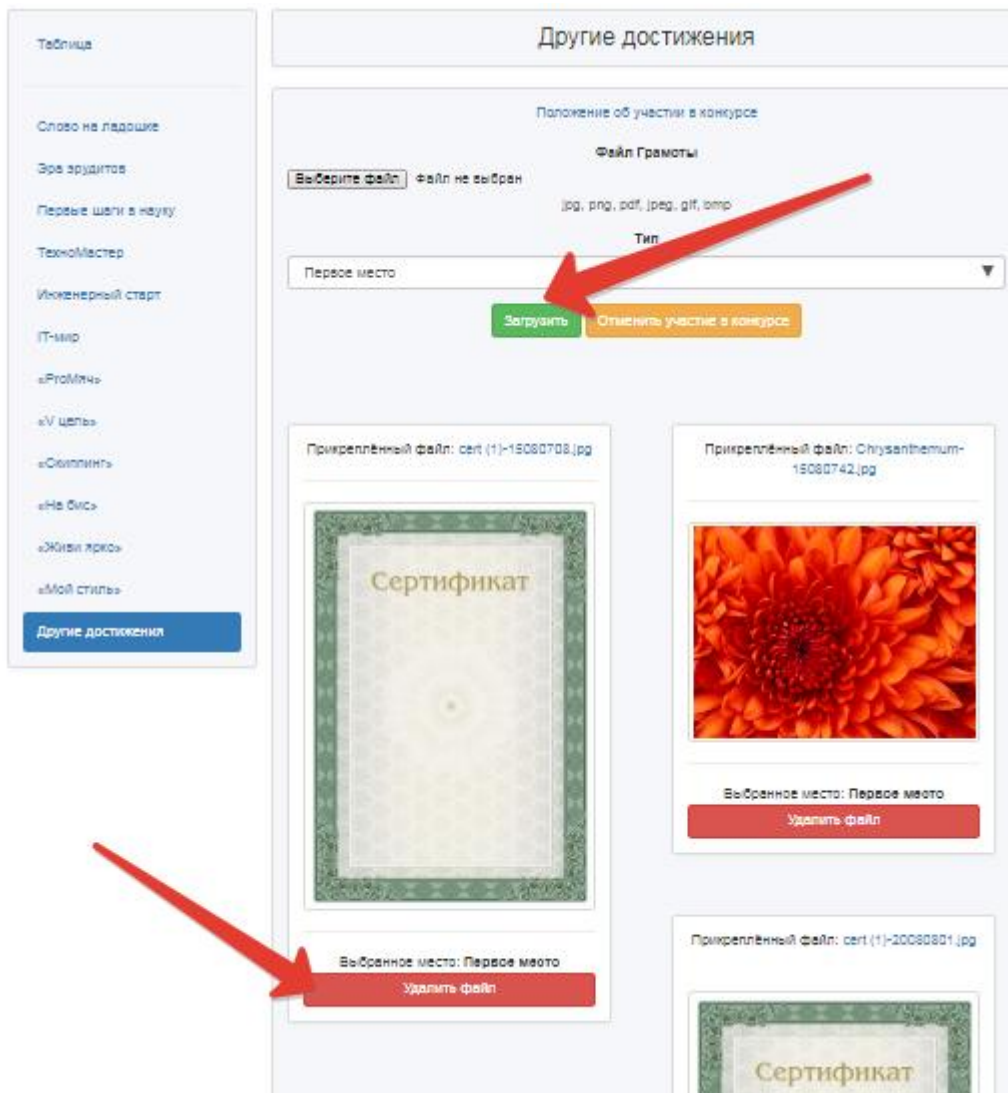 Таблица
Слово на ладошке
Эра эрудитов
Первые шаги в науку
ТехноМастер
Инженерный старт
IT-мир
«ProМяч»
«V цель»
«Скиппинг»
«На бис»
«Живи ярко»
«Мой стиль»
Другие достижения
Другие достижения
Положение об участии в конкурсе
Файл Грамоты
Выберите файл Файл не выбран
jpg, png, pdf, jpeg, gif, bmp
Тип
Первое место
Загрузить Отменить участие в конкурсе
Прикреплённый файл: cert (1)-15080708.jpg
Сертификат
Выбранное место: Первое место
Удалить файл
Прикреплённый файл: Chrysanthemum-
15080742.jpg
Выбранное место: Первое место
Удалить файл
Прикреплённый файл: cert (1)-20080801.jpg
Сертификат